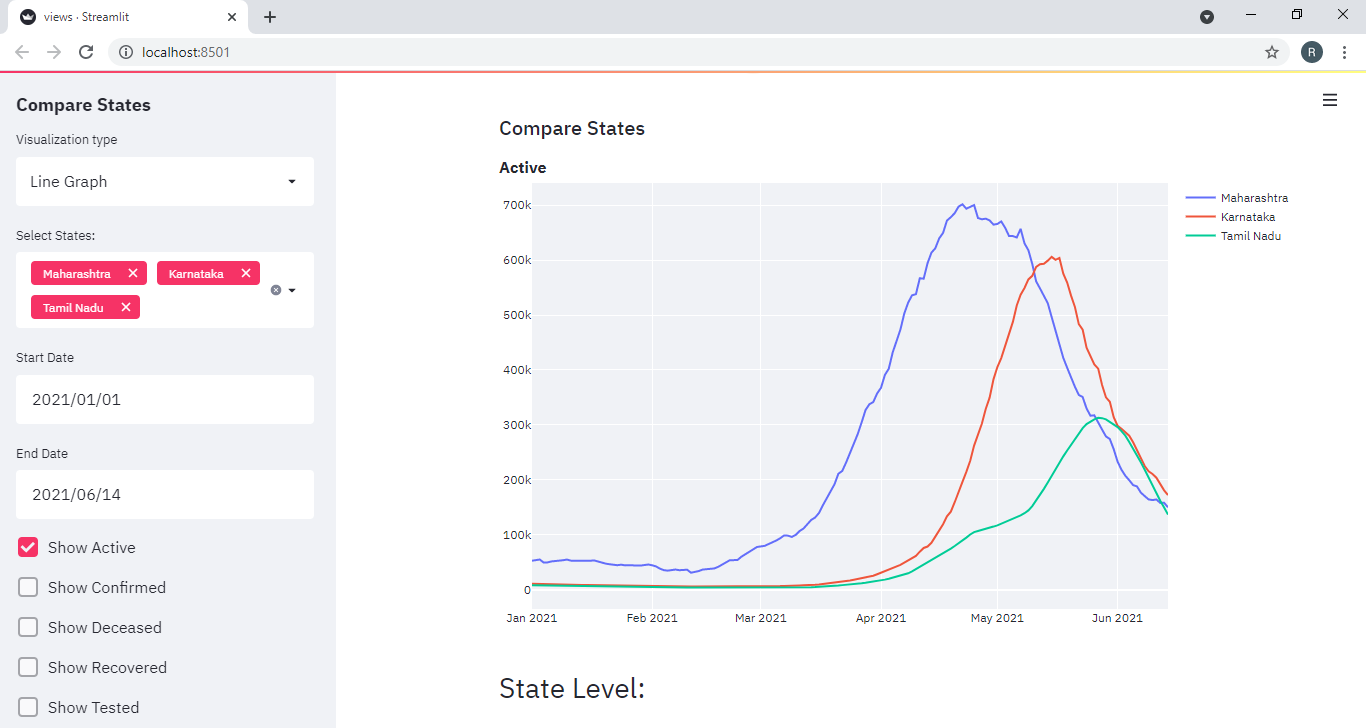 views · Streamlit
localhost:8501
R
Compare States
Visualization type
Line Graph
Select States:
Maharashtra
Karnataka
Tamil Nadu
Start Date
2021/01/01
End Date
2021/06/14
Show Active
Show Confirmed
Show Deceased
Show Recovered
Show Tested
Compare States
Active
700k
600k
500k
400k
300k
200k
100k
0
Jan 2021 Feb 2021 Mar 2021 Apr 2021 May 2021 Jun 2021
Maharashtra
Karnataka
Tamil Nadu
State Level: